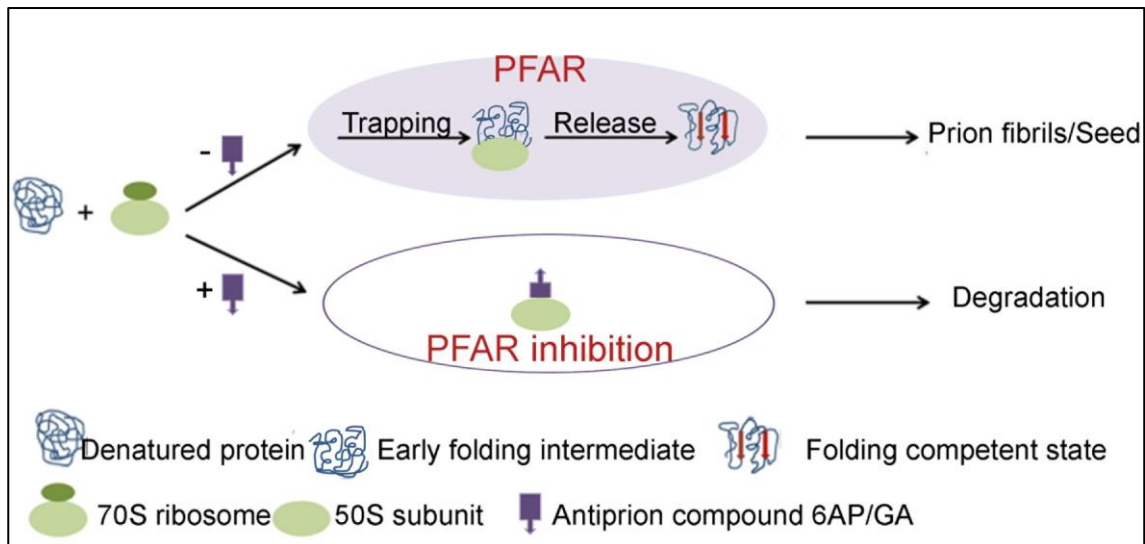 PFAR
Trapping Release
- Prion fibrils/Seed
+
+ Degradation
PFAR inhibition
Denatured protein Early folding intermediate Folding competent state
70S ribosome 50S subunit Antiprion compound 6AP/GA